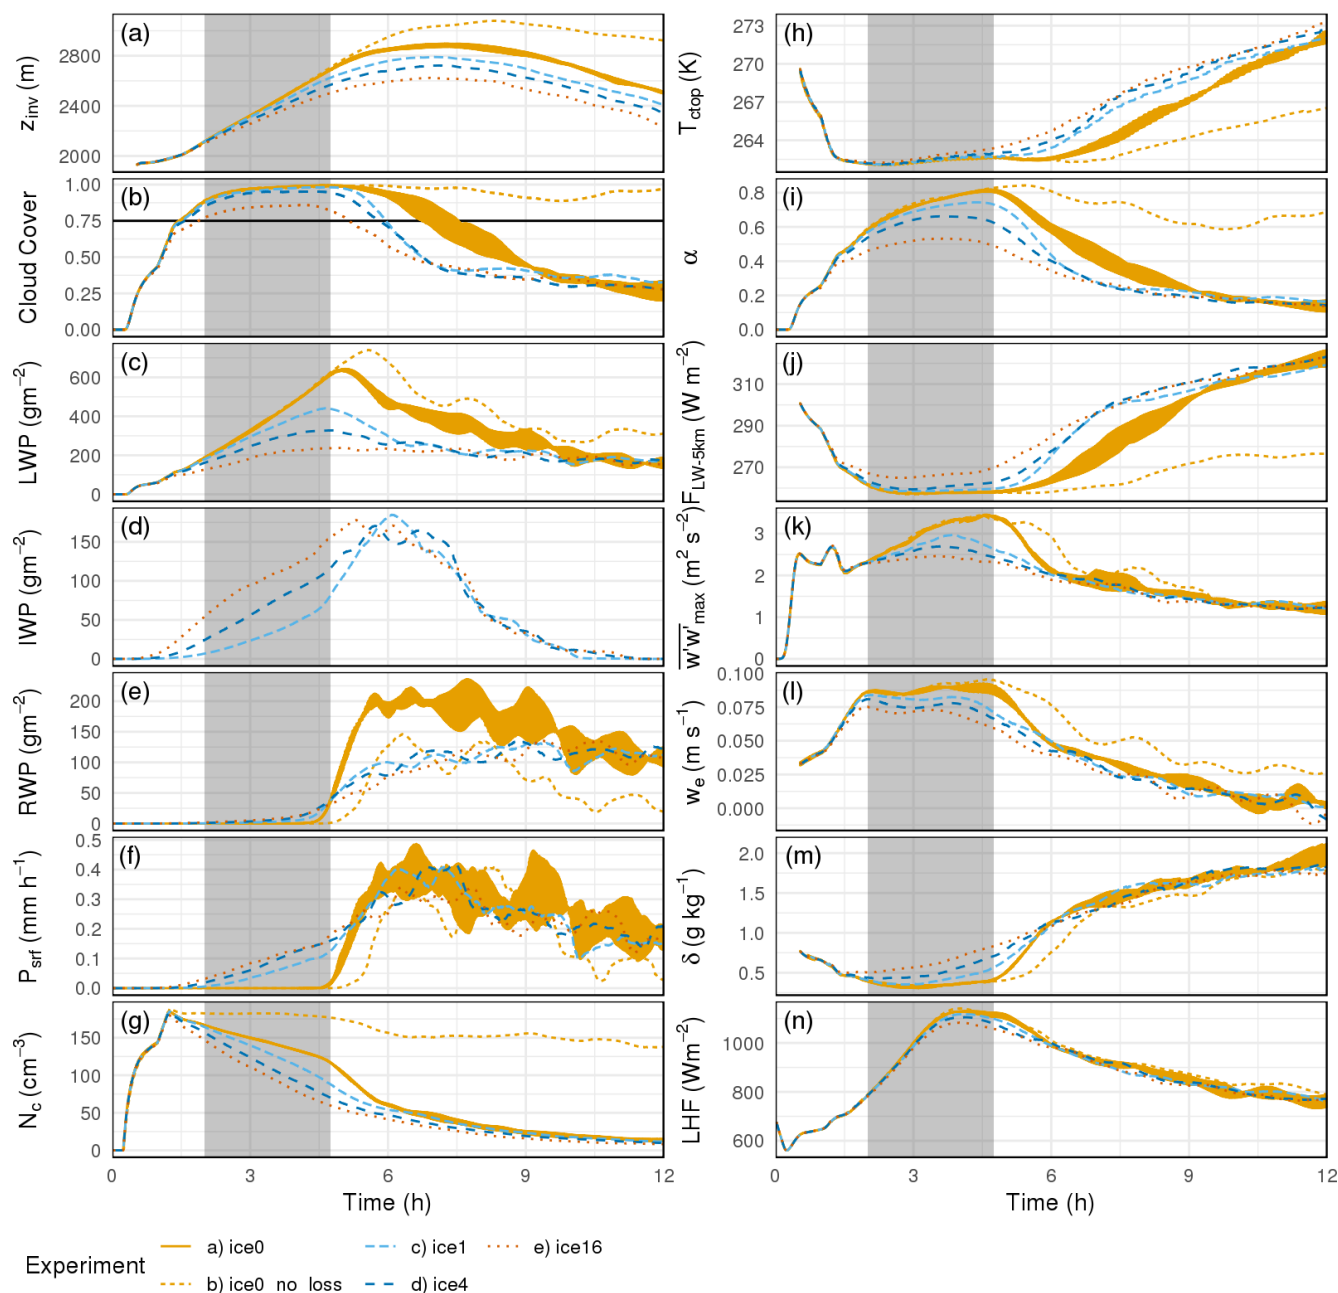 (a)
z_inv (m)
2800
2400
2000
(b)
Cloud Cover
1.00
0.75
0.50
0.25
0.00
(c)
LWP (gm⁻²)
600
400
200
0
(d)
IWP (gm⁻²)
150
100
50
0
(e)
RWP (gm⁻²)
200
150
100
50
0
(f)
P_srf (mm h⁻¹)
0.5
0.4
0.3
0.2
0.1
0.0
(g)
N_c (cm⁻³)
150
100
50
0
0 3 6 9 12
Time (h)
(h)
T_ctop (K)
273
270
267
264
(i)
α
0.8
0.6
0.4
0.2
0.0
(j)
F_LW-5km (W m⁻²)
310
290
270
(k)
w'w'_max (m² s⁻²)
3
2
1
0
(l)
w_e (m s⁻¹)
0.100
0.075
0.050
0.025
0.000
(m)
δ (g kg⁻¹)
2.0
1.5
1.0
0.5
(n)
LHF (Wm⁻²)
1000
800
600
0 3 6 9 12
Time (h)
Experiment
a) ice0
b) ice0 no loss
c) ice1
d) ice4
e) ice16